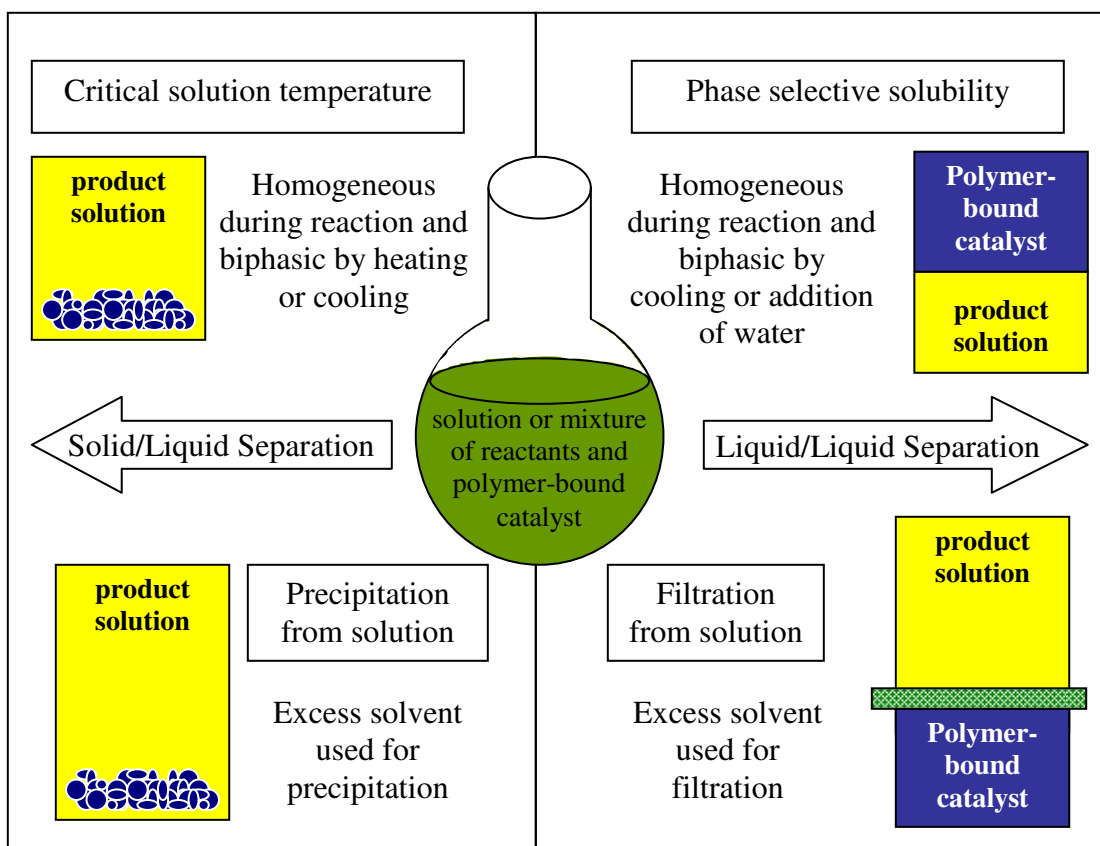 Critical solution temperature
Phase selective solubility
product
solution
Homogeneous
during reaction and
biphasic by heating
or cooling
Homogeneous
during reaction and
biphasic by
cooling or addition
of water
Polymer-
bound
catalyst
product
solution
Solid/Liquid Separation
solution or mixture
of reactants and
polymer-bound
catalyst
Liquid/Liquid Separation
product
solution
Precipitation
from solution
Excess solvent
used for
precipitation
Filtration
from solution
Excess solvent
used for
filtration
product
solution
Polymer-
bound
catalyst